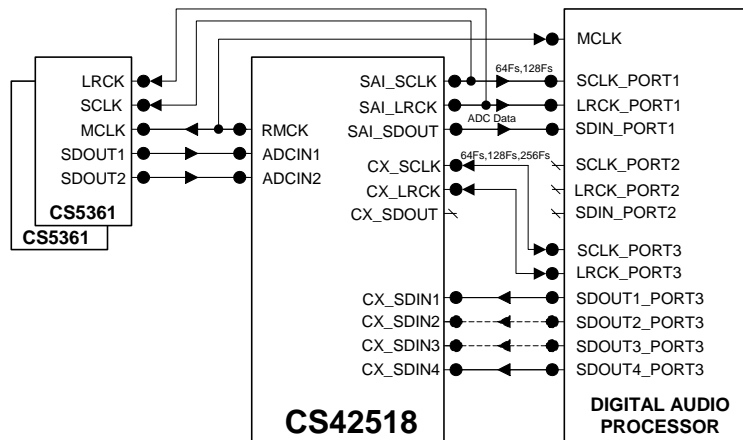 LRCK
SCLK
MCLK
SDOUT1
SDOUT2
CS5361
CS5361
RMCK
ADCIN1
ADCIN2
SAI_SCLK
SAI_LRCK
SAI_SDOUT
CX_SCLK
CX_LRCK
CX_SDOUT
CX_SDIN1
CX_SDIN2
CX_SDIN3
CX_SDIN4
CS42518
64Fs,128Fs
ADC Data
64Fs,128Fs,256Fs
MCLK
SCLK_PORT1
LRCK_PORT1
SDIN_PORT1
SCLK_PORT2
LRCK_PORT2
SDIN_PORT2
SCLK_PORT3
LRCK_PORT3
SDOUT1_PORT3
SDOUT2_PORT3
SDOUT3_PORT3
SDOUT4_PORT3
DIGITAL AUDIO
PROCESSOR